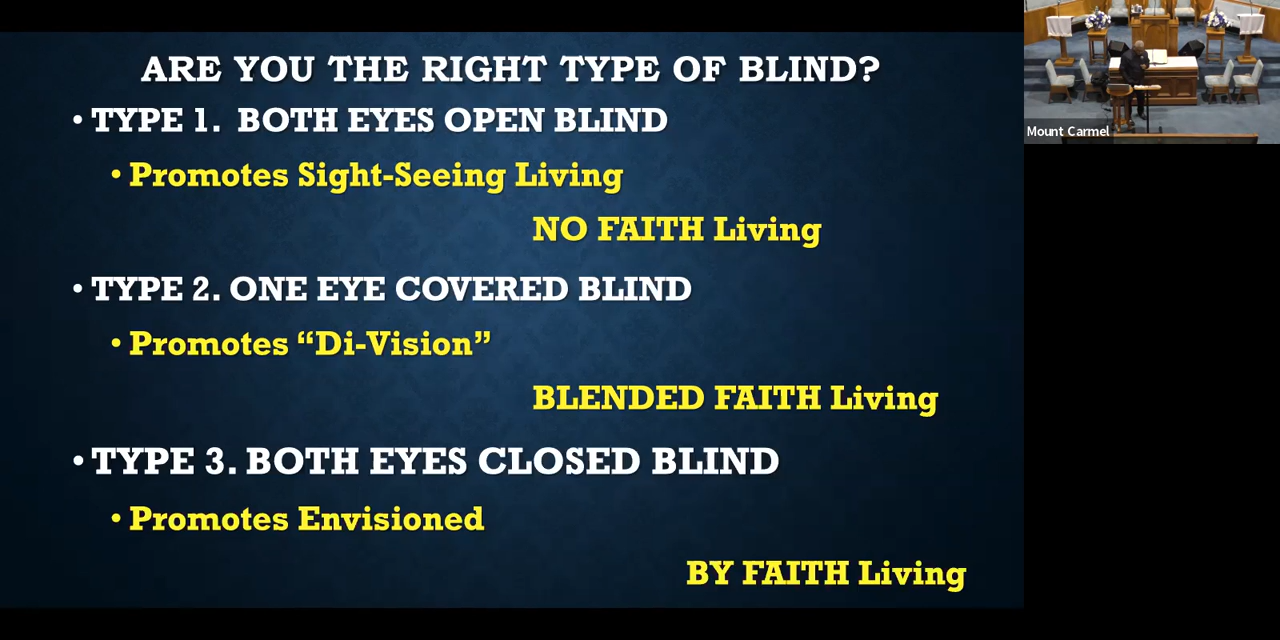 ARE YOU THE RIGHT TYPE OF BLIND?
• TYPE 1. BOTH EYES OPEN BLIND
• Promotes Sight-Seeing Living
NO FAITH Living
• TYPE 2. ONE EYE COVERED BLIND
• Promotes “Di-Vision”
BLENDED FAITH Living
• TYPE 3. BOTH EYES CLOSED BLIND
• Promotes Envisioned
BY FAITH Living
Mount Carmel